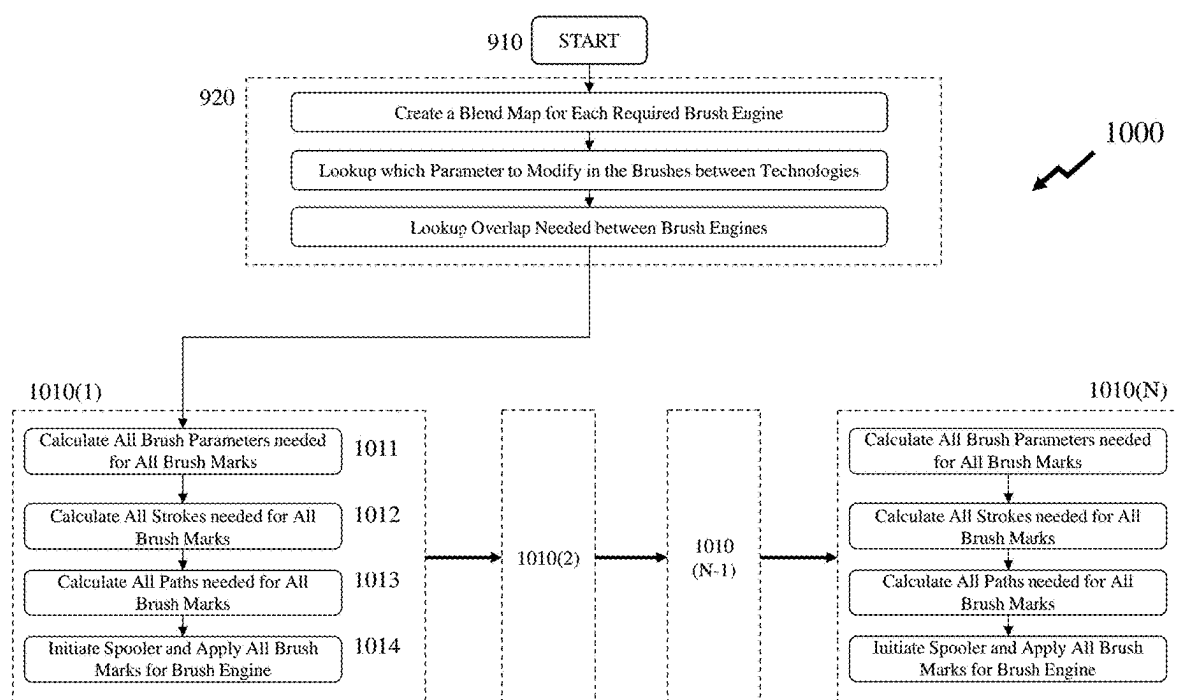 910
START
920
Create a Blend Map for Each Required Brush Engine
1000
Lookup which Parameter to Modify in the Brushes between Technologies
Lookup Overlap Needed between Brush Engines
1010(1)
1010(N)
Calculate All Brush Parameters needed
for All Brush Marks
1011
Calculate All Strokes needed for All
Brush Marks
1012
Calculate All Paths needed for All
Brush Marks
1013
Initiate Spooler and Apply All Brush
Marks for Brush Engine
1014
1010(2)
1010
(N-1)
Calculate All Brush Parameters needed
for All Brush Marks
Calculate All Strokes needed for All
Brush Marks
Calculate All Paths needed for All
Brush Marks
Initiate Spooler and Apply All Brush
Marks for Brush Engine